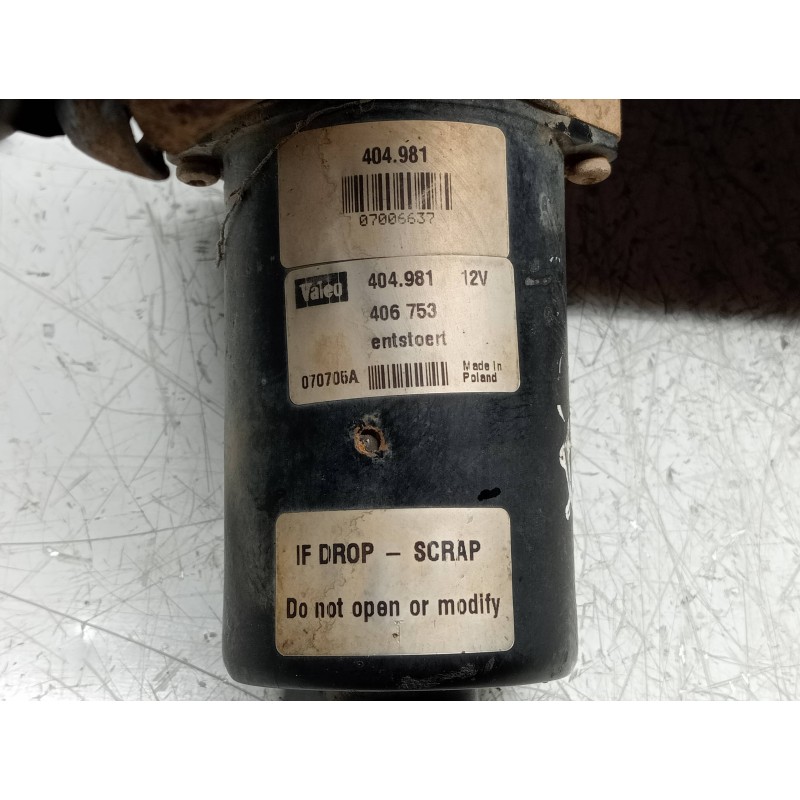 404.981
07006637
Valeo 404.981 12V
406 753
entstoert
070706A Made in
Poland
IF DROP - SCRAP
Do not open or modify